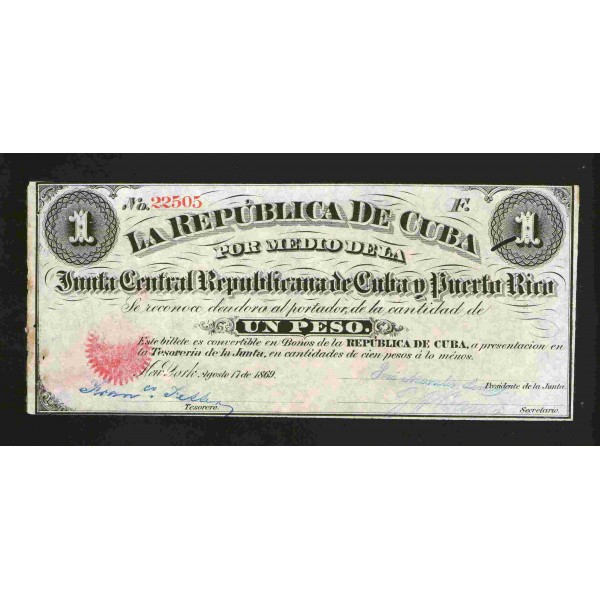 No. 22505 F.
1 1
LA REPÚBLICA DE CUBA
POR MEDIO DE LA
Junta Central Republicana de Cuba y Puerto Rico
Se reconoce deudora al portador, de la cantidad de
UN PESO.
Este billete es convertible en Bonos de la REPÚBLICA DE CUBA, a presentacion en
la Tesoreria de la Junta, en cantidades de cien pesos á lo ménos.
New York, Agosto 17 de 1869.
Presidente de la Junta.
Tesorero.
Secretario.